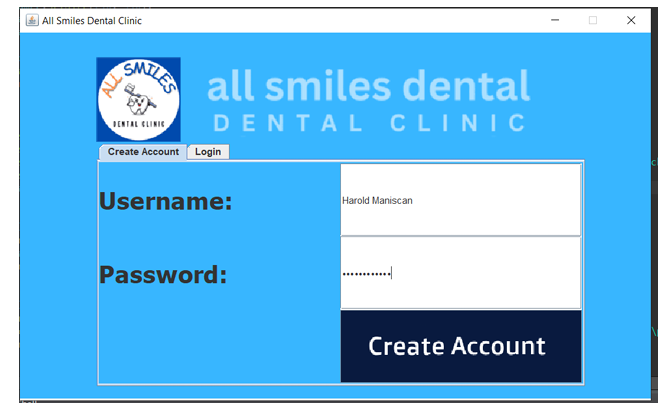 All Smiles Dental Clinic
ALL SMILES
DENTAL CLINIC
all smiles dental
DENTAL CLINIC
Create Account
Login
Username:
Harold Maniscan
Password:
Create Account